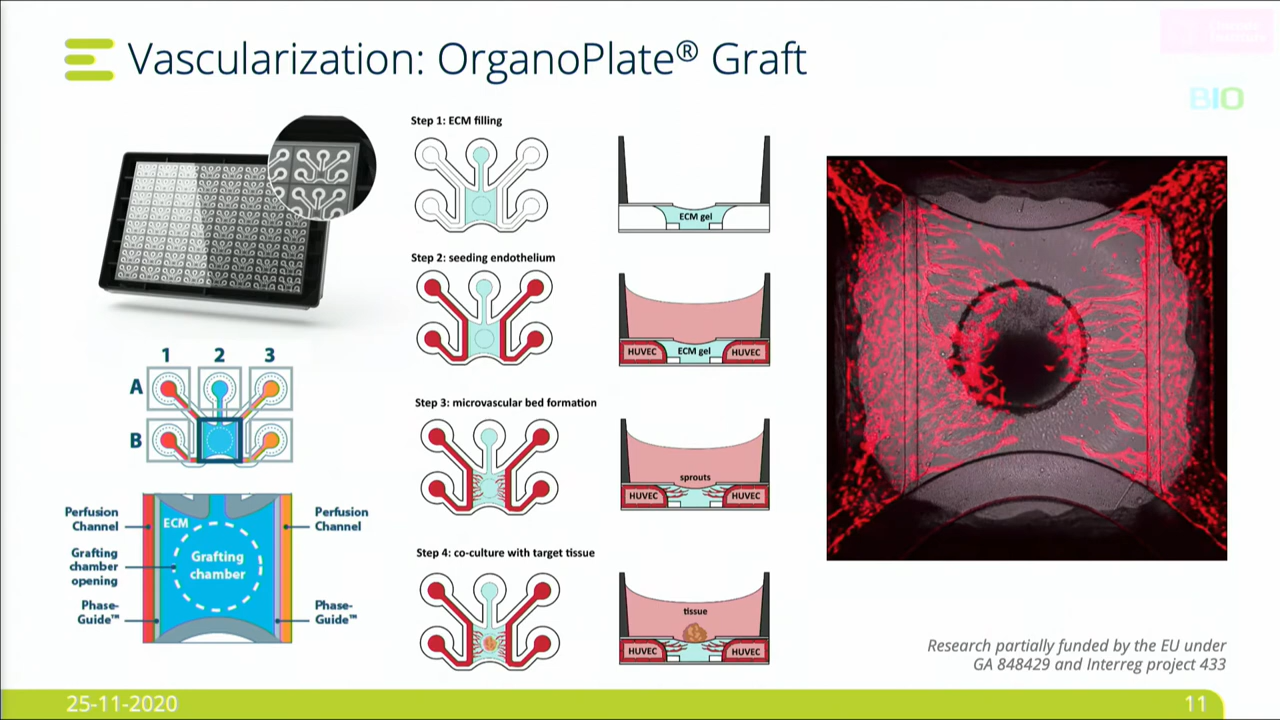 Vascularization: OrganoPlate® Graft
BIO
Step 1: ECM filling
ECM gel
Step 2: seeding endothelium
HUVEC
ECM gel
HUVEC
1 2 3
A
B
Step 3: microvascular bed formation
sprouts
HUVEC
HUVEC
Perfusion
Channel
ECM
Perfusion
Channel
Grafting
chamber
opening
Grafting
chamber
Phase-
Guide™
Phase-
Guide™
Step 4: co-culture with target tissue
tissue
HUVEC
HUVEC
Research partially funded by the EU under
GA 848429 and Interreg project 433
25-11-2020
11